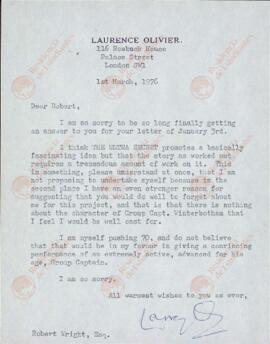 LAURENCE OLIVIER.
116 Roebuck House
Palace Street
London SW1
1st March, 1976
Dear Robert,
I am so sorry to be so long finally getting
an answer to you for your letter of January 3rd.
I think THE ULTRA SECRET promotes a basically
fascinating idea but that the story as worked out
requires a tremendous amount of work on it. This
is something, please understand at once, that I am
not proposing to undertake myself because in the
second place I have an even stronger reason for
suggesting that you would do well to forget about
me for this project, and that is that there is nothing
about the character of Group Capt. Winterbotham that
I feel I would be well cast for.
I am myself pushing 70, and do not believe
that that would be in my favour in giving a convincing
performance of an extremely active, advanced for his
age, Group Captain.
I am so sorry.
All warmest wishes to you as ever,
Larry O
Robert Wright, Esq.